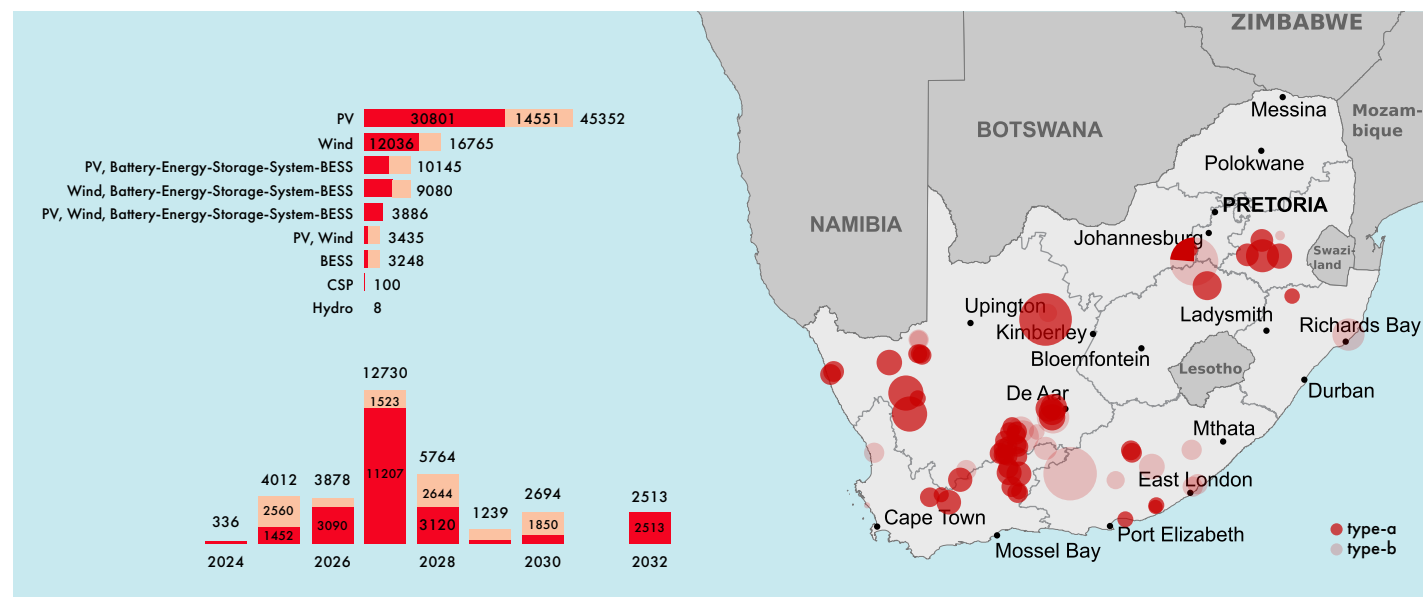 PV 30801 14551 45352
Wind 12036 16765
PV, Battery-Energy-Storage-System-BESS 10145
Wind, Battery-Energy-Storage-System-BESS 9080
PV, Wind, Battery-Energy-Storage-System-BESS 3886
PV, Wind 3435
BESS 3248
CSP 100
Hydro 8
12730
1523
11207
5764
2644
3120
4012
2560
1452
3878
3090
336
1239
2694
1850
2513
2513
2024 2026 2028 2030 2032
ZIMBABWE
Messina
Mozam-
bique
BOTSWANA
Polokwane
PRETORIA
NAMIBIA
Johannesburg
Swazi-
land
Upington
Ladysmith
Richards Bay
Kimberley
Bloemfontein
Lesotho
De Aar
Durban
Mthata
East London
Cape Town
Port Elizabeth
Mossel Bay
type-a
type-b